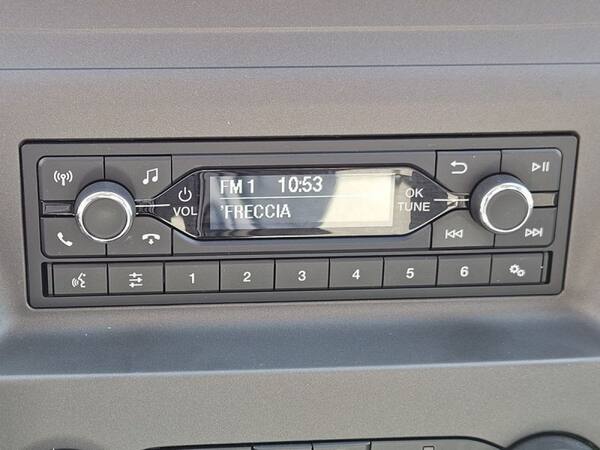 FM 1 10:53
'FRECCIA
VOL
OK
TUNE
1 2 3 4 5 6